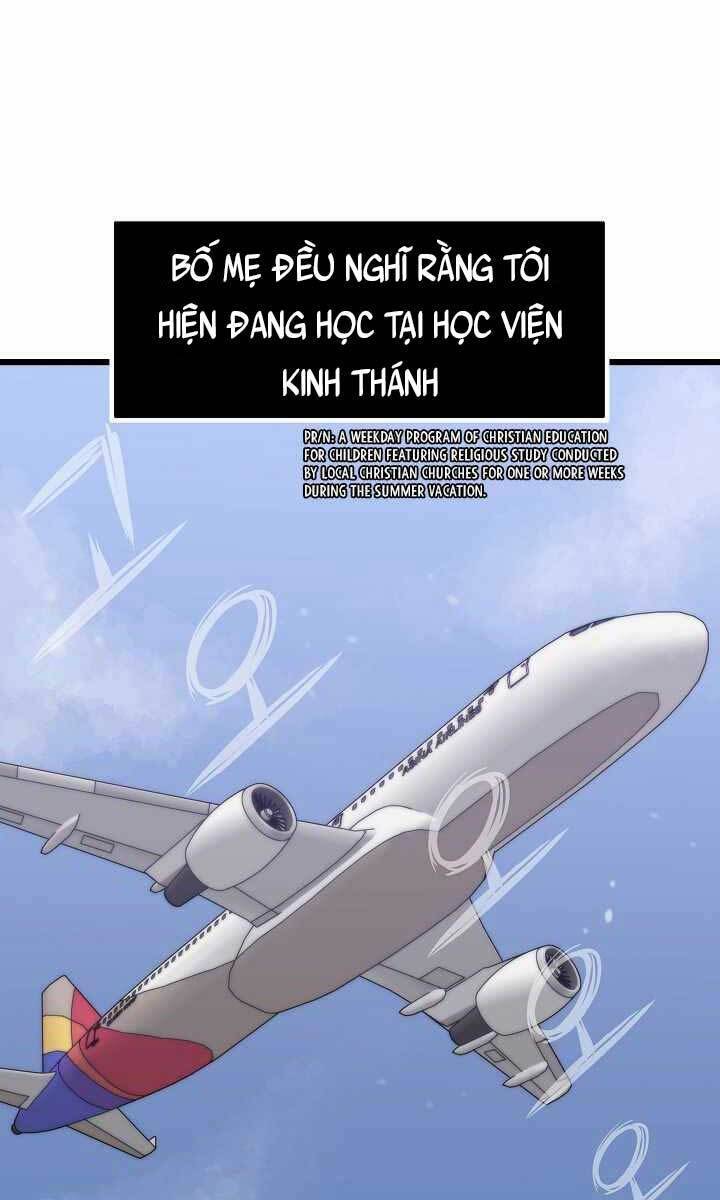 BỐ MẸ ĐỀU NGHĨ RẰNG TÔI
HIỆN ĐANG HỌC TẠI HỌC VIỆN
KINH THÁNH
PR/N: A WEEKDAY PROGRAM OF CHRISTIAN EDUCATION
FOR CHILDREN FEATURING RELIGIOUS STUDY CONDUCTED
BY LOCAL CHRISTIAN CHURCHES FOR ONE OR MORE WEEKS
DURING THE SUMMER VACATION.